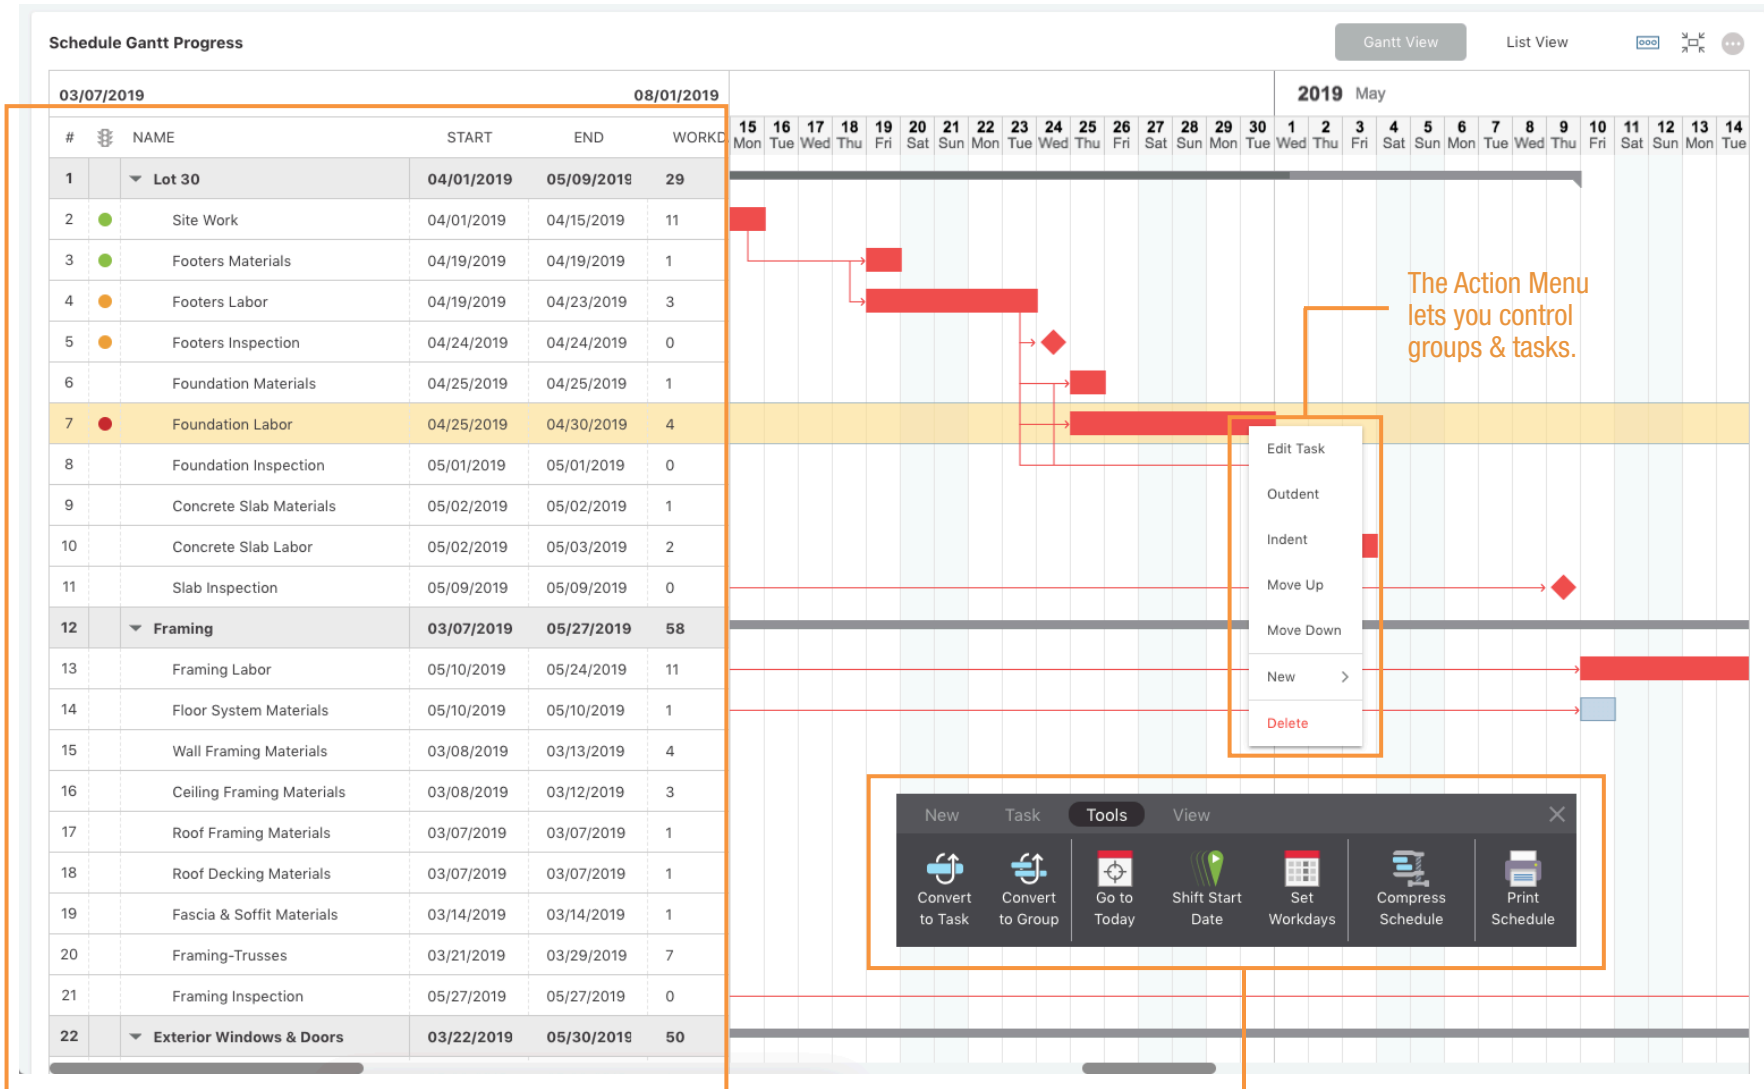 Schedule Gantt Progress
Gantt View List View
03/07/2019 08/01/2019 2019 May
# NAME START END WORKD
15 16 17 18 19 20 21 22 23 24 25 26 27 28 29 30 1 2 3 4 5 6 7 8 9 10 11 12 13 14
Mon Tue Wed Thu Fri Sat Sun Mon Tue Wed Thu Fri Sat Sun Mon Tue Wed Thu Fri Sat Sun Mon Tue Wed Thu Fri Sat Sun Mon Tue
1 Lot 30 04/01/2019 05/09/2019 29
2 Site Work 04/01/2019 04/15/2019 11
3 Footers Materials 04/19/2019 04/19/2019 1
4 Footers Labor 04/19/2019 04/23/2019 3
5 Footers Inspection 04/24/2019 04/24/2019 0
6 Foundation Materials 04/25/2019 04/25/2019 1
7 Foundation Labor 04/25/2019 04/30/2019 4
8 Foundation Inspection 05/01/2019 05/01/2019 0
9 Concrete Slab Materials 05/02/2019 05/02/2019 1
10 Concrete Slab Labor 05/02/2019 05/03/2019 2
11 Slab Inspection 05/09/2019 05/09/2019 0
12 Framing 03/07/2019 05/27/2019 58
13 Framing Labor 05/10/2019 05/24/2019 11
14 Floor System Materials 05/10/2019 05/10/2019 1
15 Wall Framing Materials 03/08/2019 03/13/2019 4
16 Ceiling Framing Materials 03/08/2019 03/12/2019 3
17 Roof Framing Materials 03/07/2019 03/07/2019 1
18 Roof Decking Materials 03/07/2019 03/07/2019 1
19 Fascia & Soffit Materials 03/14/2019 03/14/2019 1
20 Framing-Trusses 03/21/2019 03/29/2019 7
21 Framing Inspection 05/27/2019 05/27/2019 0
22 Exterior Windows & Doors 03/22/2019 05/30/2019 50
The Action Menu
lets you control
groups & tasks.
Edit Task
Outdent
Indent
Move Up
Move Down
New
Delete
New Task Tools View
Convert
to Task
Convert
to Group
Go to
Today
Shift Start
Date
Set
Workdays
Compress
Schedule
Print
Schedule